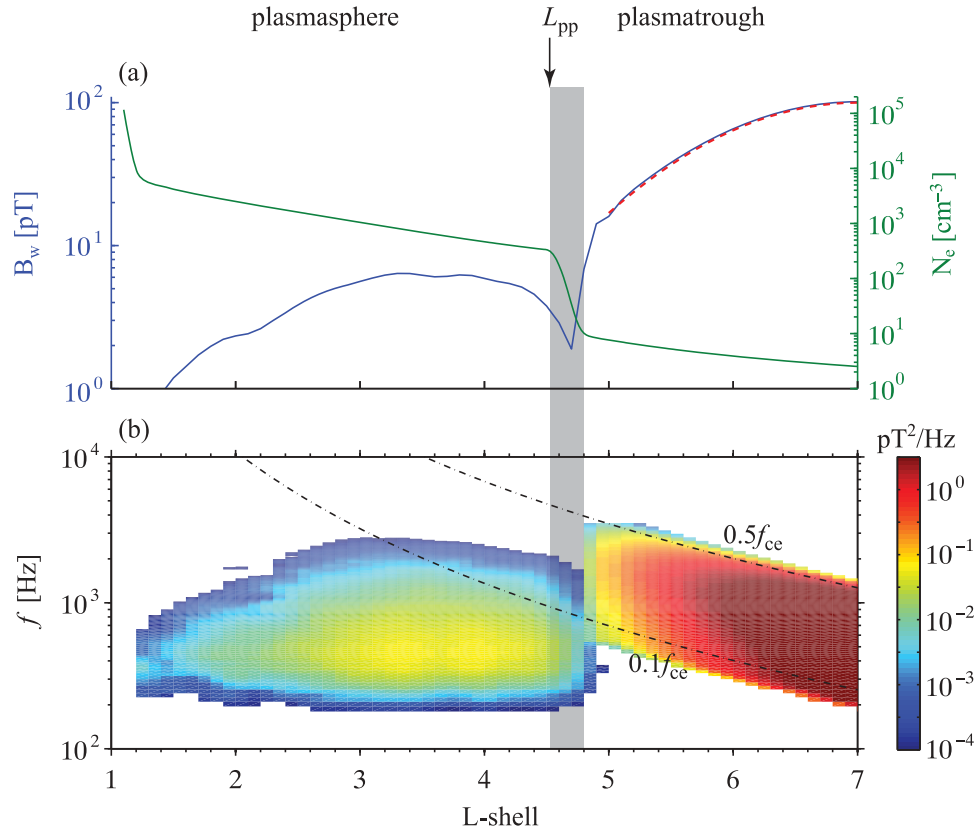 plasmasphere L_pp plasmatrough
(a)
10^2
10^1
10^0
B_w [pT]
10^5
10^4
10^3
10^2
10^1
10^0
N_e [cm^-3]
(b)
10^4
10^3
10^2
f [Hz]
0.5f_ce
0.1f_ce
pT^2/Hz
10^0
10^-1
10^-2
10^-3
10^-4
1 2 3 4 5 6 7
L-shell